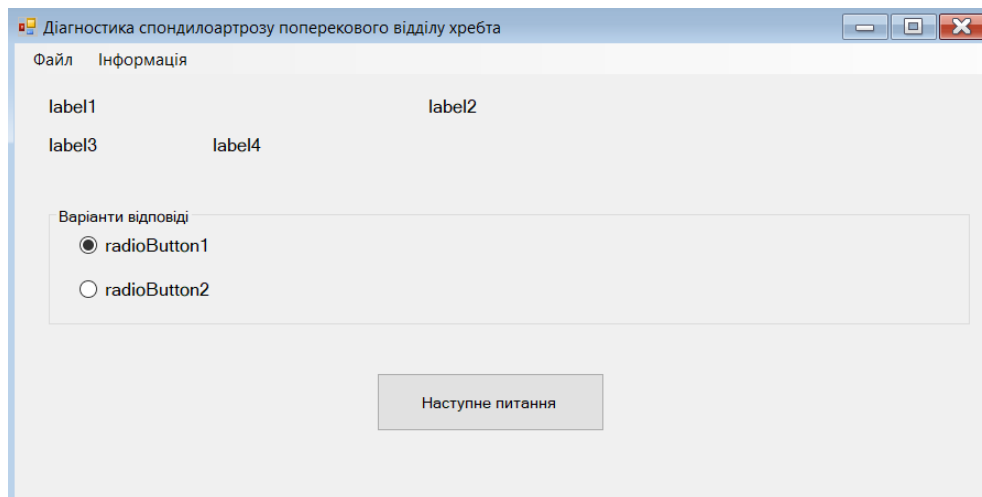 Діагностика спондилоартрозу поперекового відділу хребта
Файл Інформація
label1 label2
label3 label4
Варіанти відповіді
radioButton1
radioButton2
Наступне питання